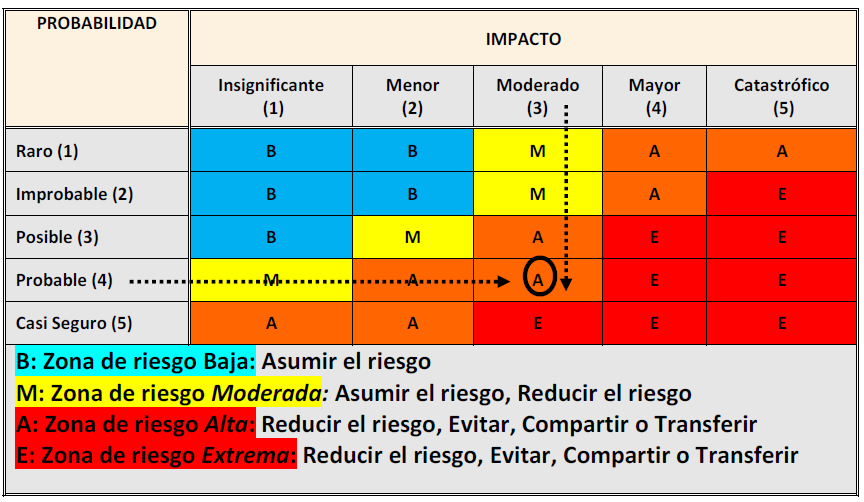 PROBABILIDAD
IMPACTO
Insignificante (1) Menor (2) Moderado (3) Mayor (4) Catastrófico (5)
Raro (1) B B M A A
Improbable (2) B B M A E
Posible (3) B M A E E
Probable (4) M A A E E
Casi Seguro (5) A A E E E
B: Zona de riesgo Baja: Asumir el riesgo
M: Zona de riesgo Moderada: Asumir el riesgo, Reducir el riesgo
A: Zona de riesgo Alta: Reducir el riesgo, Evitar, Compartir o Transferir
E: Zona de riesgo Extrema: Reducir el riesgo, Evitar, Compartir o Transferir